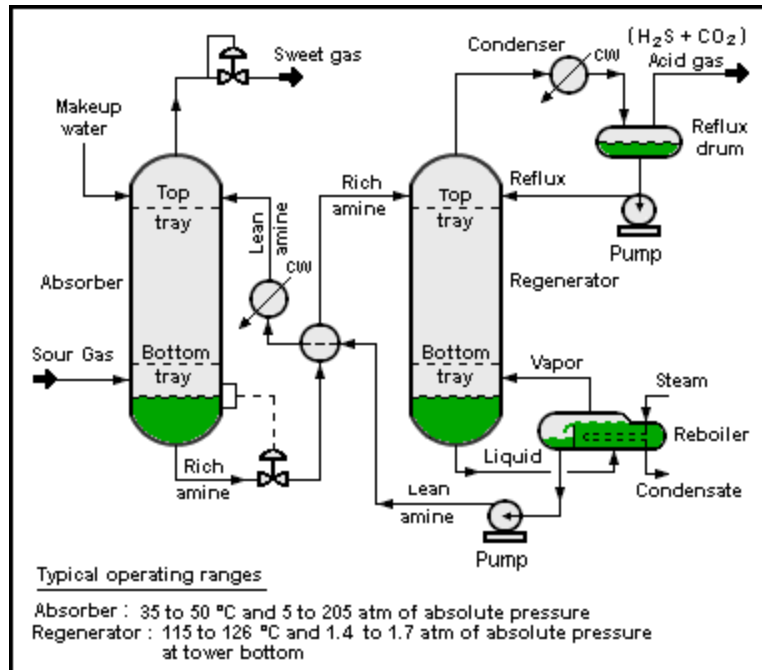 (H₂S + CO₂)
Sweet gas
Condenser
CW
Acid gas
Makeup
water
Reflux
drum
Top
tray
Lean
amine
Rich
amine
Top
tray
Reflux
Pump
Absorber
CW
Regenerator
Sour Gas
Bottom
tray
Bottom
tray
Vapor
Steam
Reboiler
Rich
amine
Liquid
Condensate
Lean
amine
Pump
Typical operating ranges
Absorber : 35 to 50 °C and 5 to 205 atm of absolute pressure
Regenerator : 115 to 126 °C and 1.4 to 1.7 atm of absolute pressure
at tower bottom